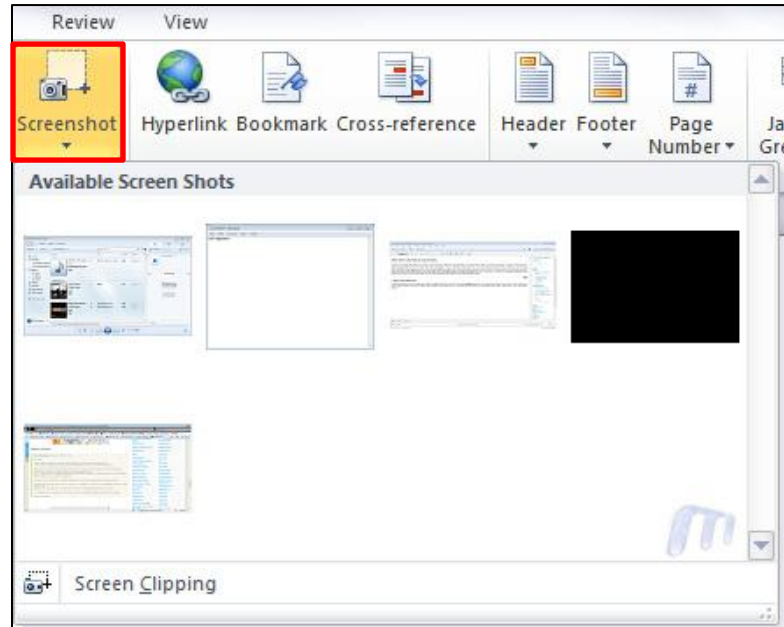 Review View
Screenshot Hyperlink Bookmark Cross-reference Header Footer Page Number
Available Screen Shots
Screen Clipping